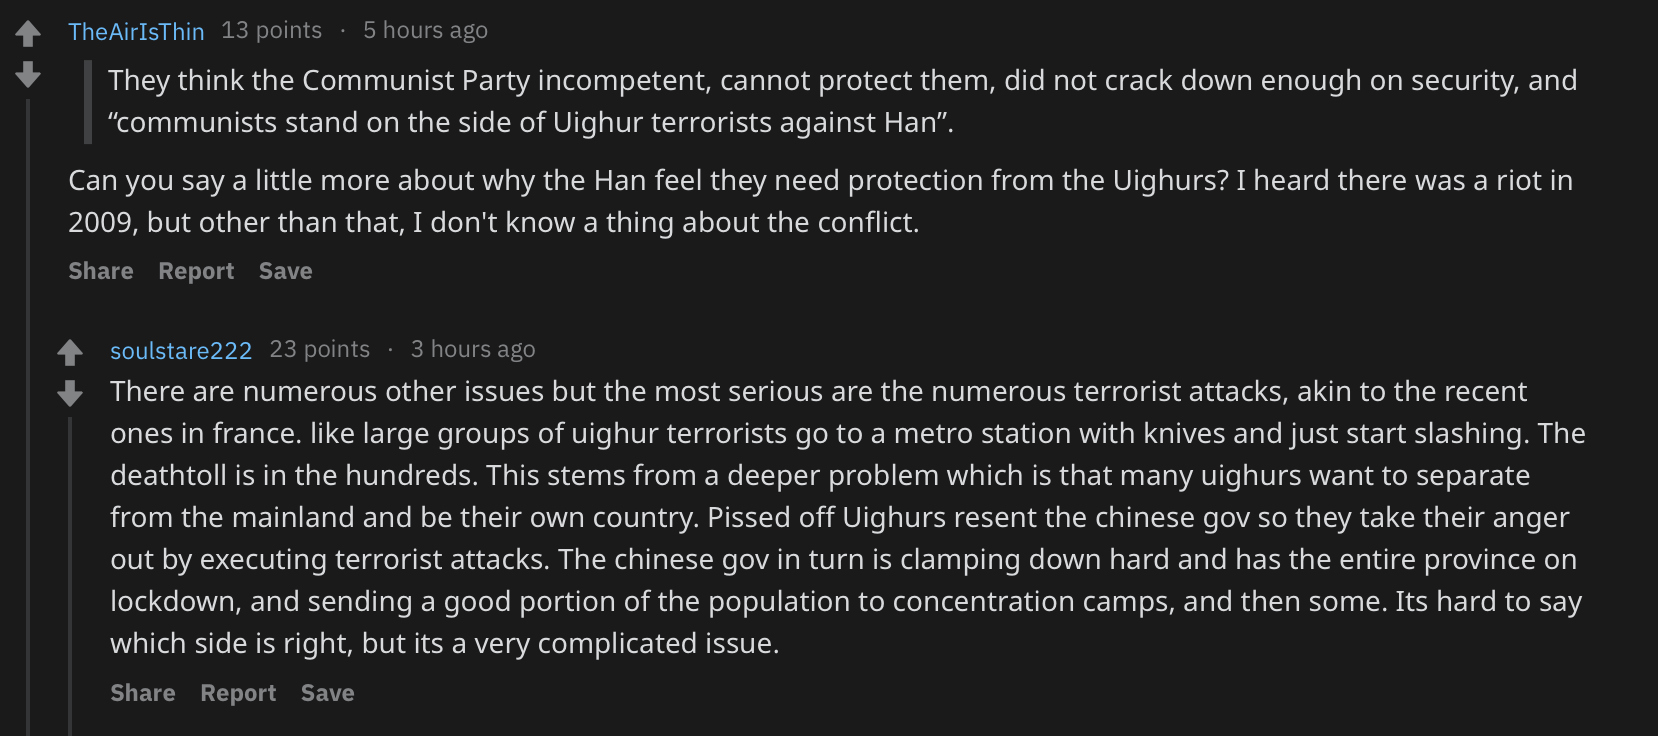 TheAirIsThin 13 points · 5 hours ago
They think the Communist Party incompetent, cannot protect them, did not crack down enough on security, and
“communists stand on the side of Uighur terrorists against Han”.
Can you say a little more about why the Han feel they need protection from the Uighurs? I heard there was a riot in
2009, but other than that, I don't know a thing about the conflict.
Share Report Save
soulstare222 23 points · 3 hours ago
There are numerous other issues but the most serious are the numerous terrorist attacks, akin to the recent
ones in france. like large groups of uighur terrorists go to a metro station with knives and just start slashing. The
deathtoll is in the hundreds. This stems from a deeper problem which is that many uighurs want to separate
from the mainland and be their own country. Pissed off Uighurs resent the chinese gov so they take their anger
out by executing terrorist attacks. The chinese gov in turn is clamping down hard and has the entire province on
lockdown, and sending a good portion of the population to concentration camps, and then some. Its hard to say
which side is right, but its a very complicated issue.
Share Report Save